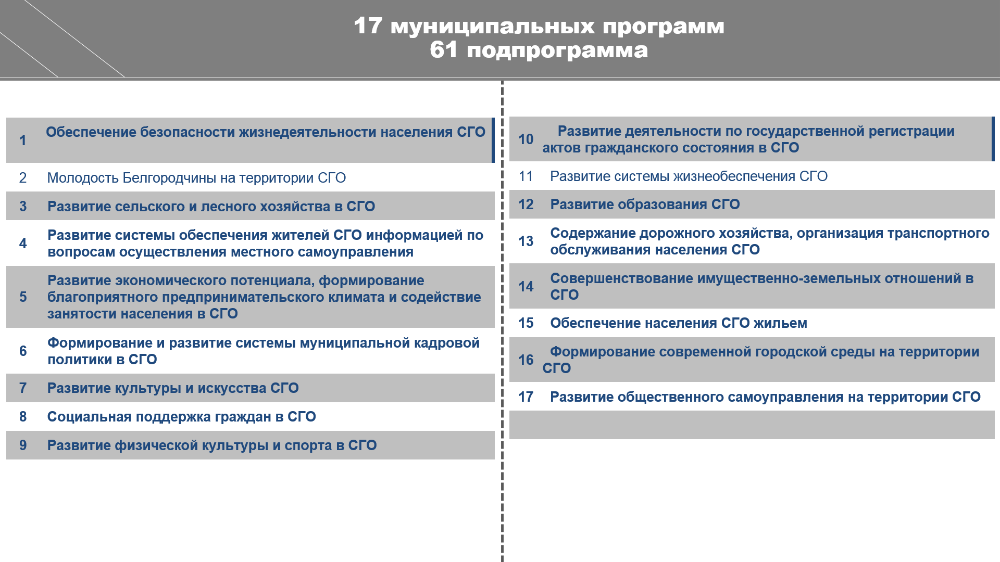 17 муниципальных программ
61 подпрограмма
1 Обеспечение безопасности жизнедеятельности населения СГО
2 Молодость Белгородчины на территории СГО
3 Развитие сельского и лесного хозяйства в СГО
4 Развитие системы обеспечения жителей СГО информацией по
вопросам осуществления местного самоуправления
5 Развитие экономического потенциала, формирование
благоприятного предпринимательского климата и содействие
занятости населения в СГО
6 Формирование и развитие системы муниципальной кадровой
политики в СГО
7 Развитие культуры и искусства СГО
8 Социальная поддержка граждан в СГО
9 Развитие физической культуры и спорта в СГО
10 Развитие деятельности по государственной регистрации
актов гражданского состояния в СГО
11 Развитие системы жизнеобеспечения СГО
12 Развитие образования СГО
13 Содержание дорожного хозяйства, организация транспортного
обслуживания населения СГО
14 Совершенствование имущественно-земельных отношений в
СГО
15 Обеспечение населения СГО жильем
16 Формирование современной городской среды на территории
СГО
17 Развитие общественного самоуправления на территории СГО